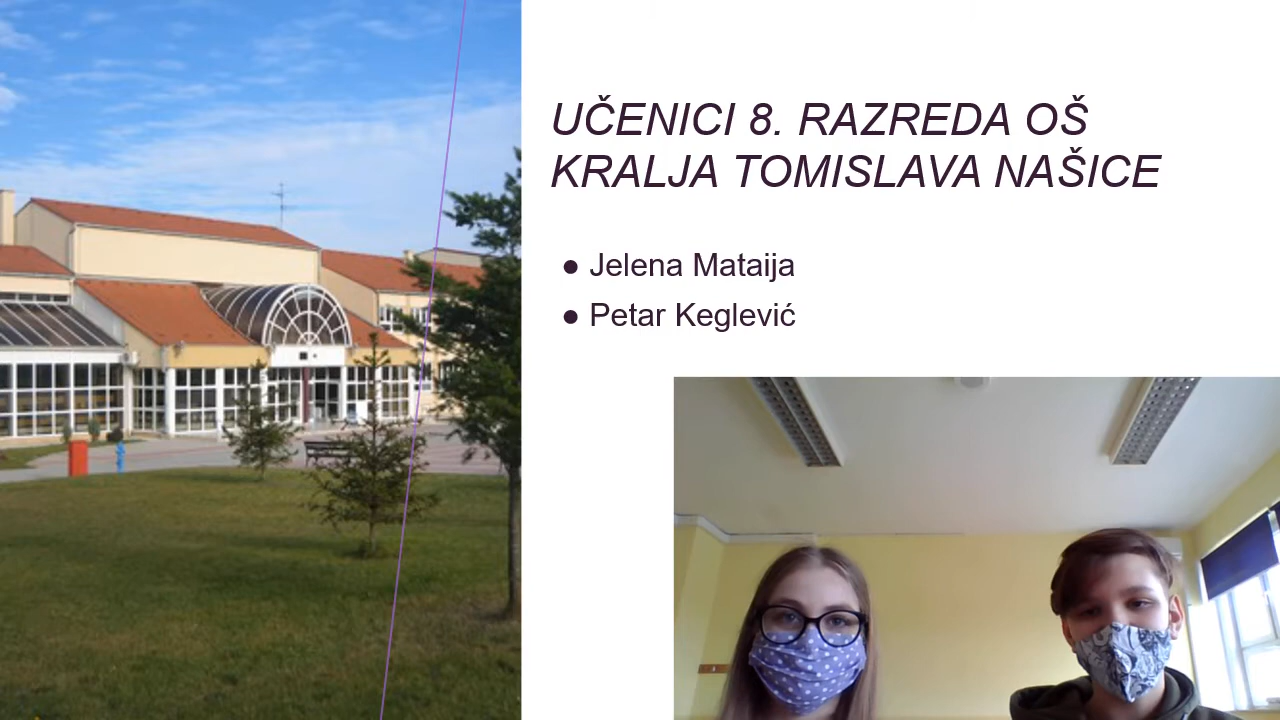 UČENICI 8. RAZREDA OŠ
KRALJA TOMISLAVA NAŠICE
● Jelena Mataija
● Petar Keglević